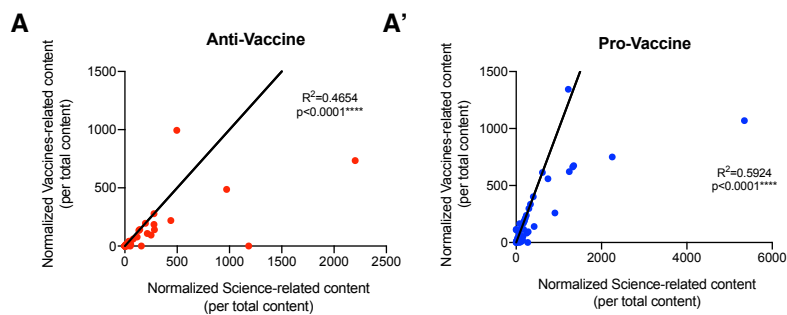 A
Anti-Vaccine
Normalized Vaccines-related content
(per total content)
1500
1000
500
0
R²=0.4654
p<0.0001****
0
500
1000
1500
2000
2500
Normalized Science-related content
(per total content)
A'
Pro-Vaccine
Normalized Vaccines-related content
(per total content)
1500
1000
500
0
R²=0.5924
p<0.0001****
0
2000
4000
6000
Normalized Science-related content
(per total content)